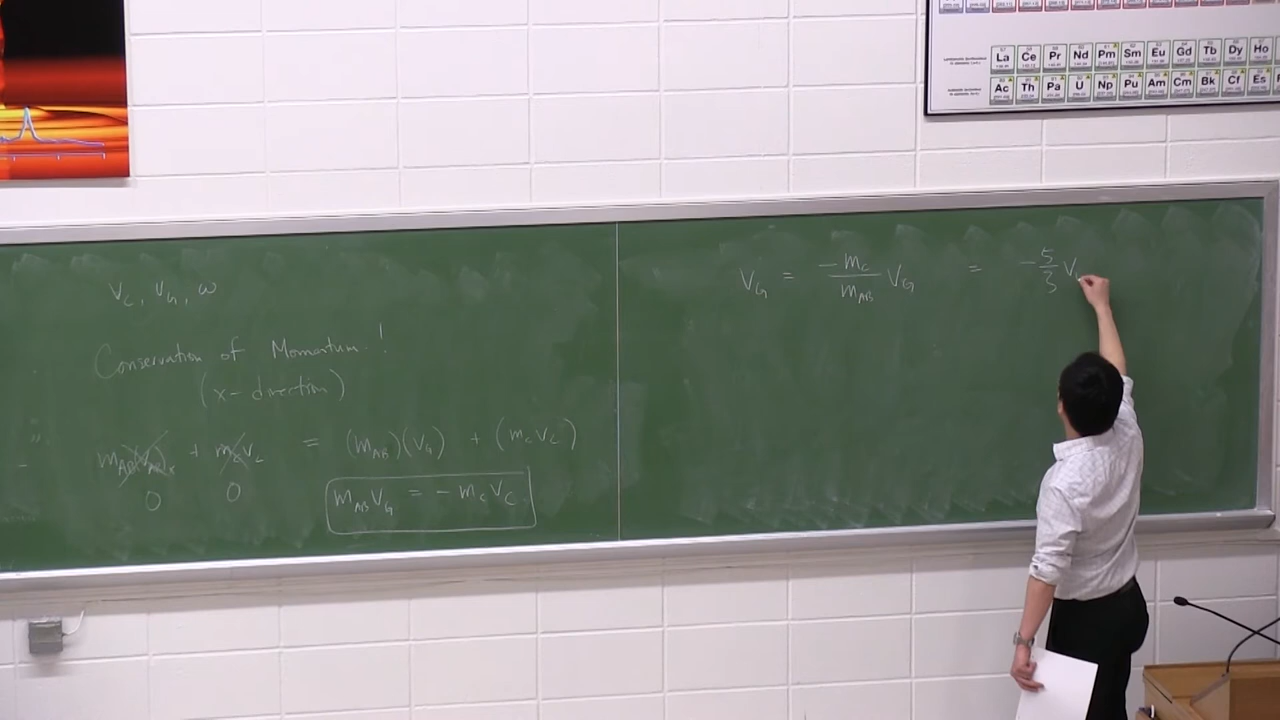 V_C, V_G, ω
Conservation of Momentum!
(x-direction)
+ m_C V_C = (m_AB)(V_G) + (m_C V_C)
0 0
m_AB V_G = - m_C V_C.
V_G = -m_C / m_AB V_G = -5/3 V
La Ce Pr Nd Pm Sm Eu Gd Tb Dy Ho
Ac Th Pa U Np Pu Am Cm Bk Cf Es